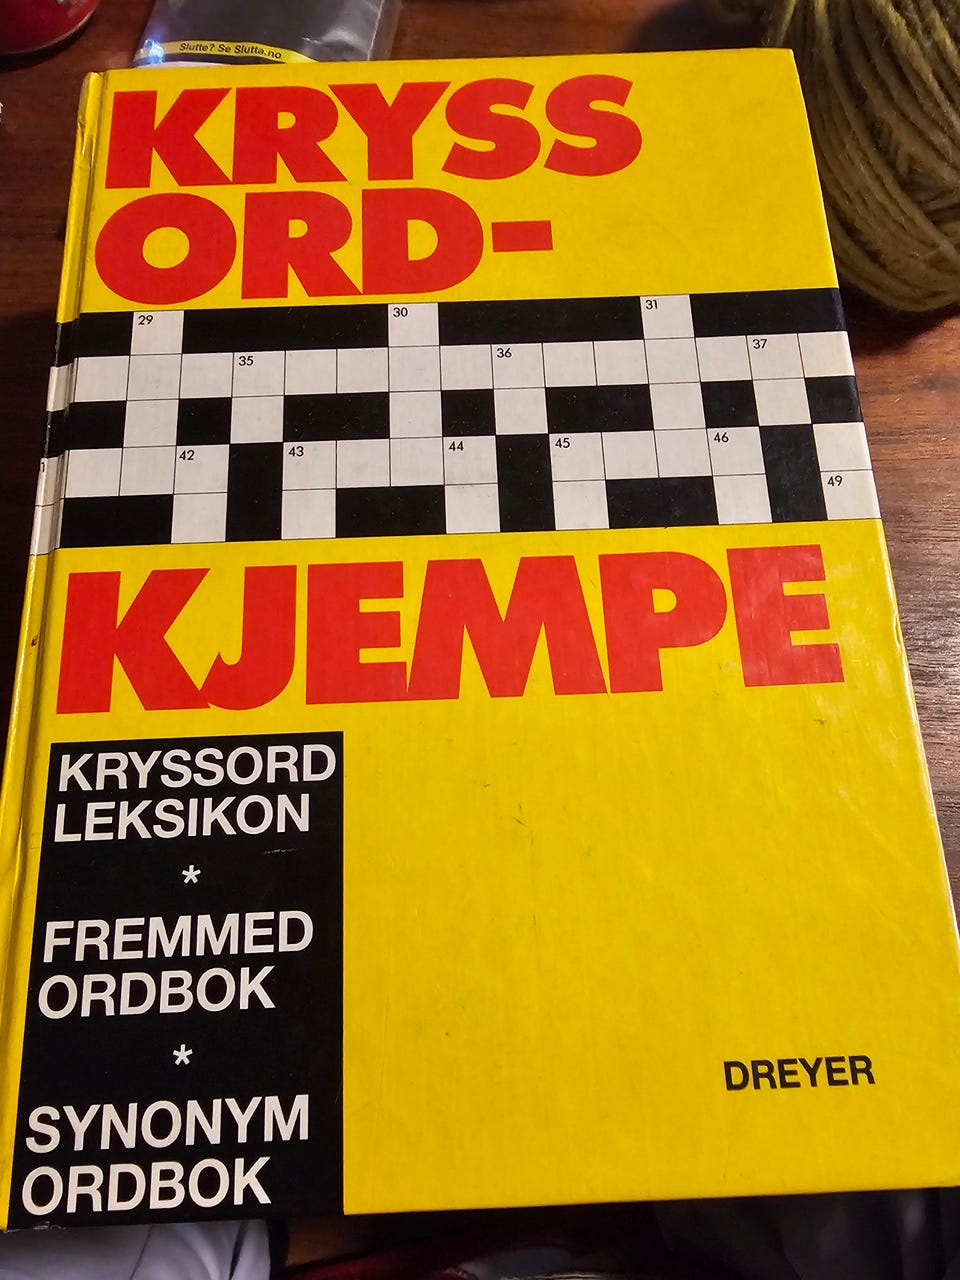 Slutte? Se Slutta.no
KRYSS
ORD-
29 30 31
35 36 37
42 43 44 45 46
49
KJEMPE
KRYSSORD
LEKSIKON
*
FREMMED
ORDBOK
*
SYNONYM
ORDBOK
DREYER